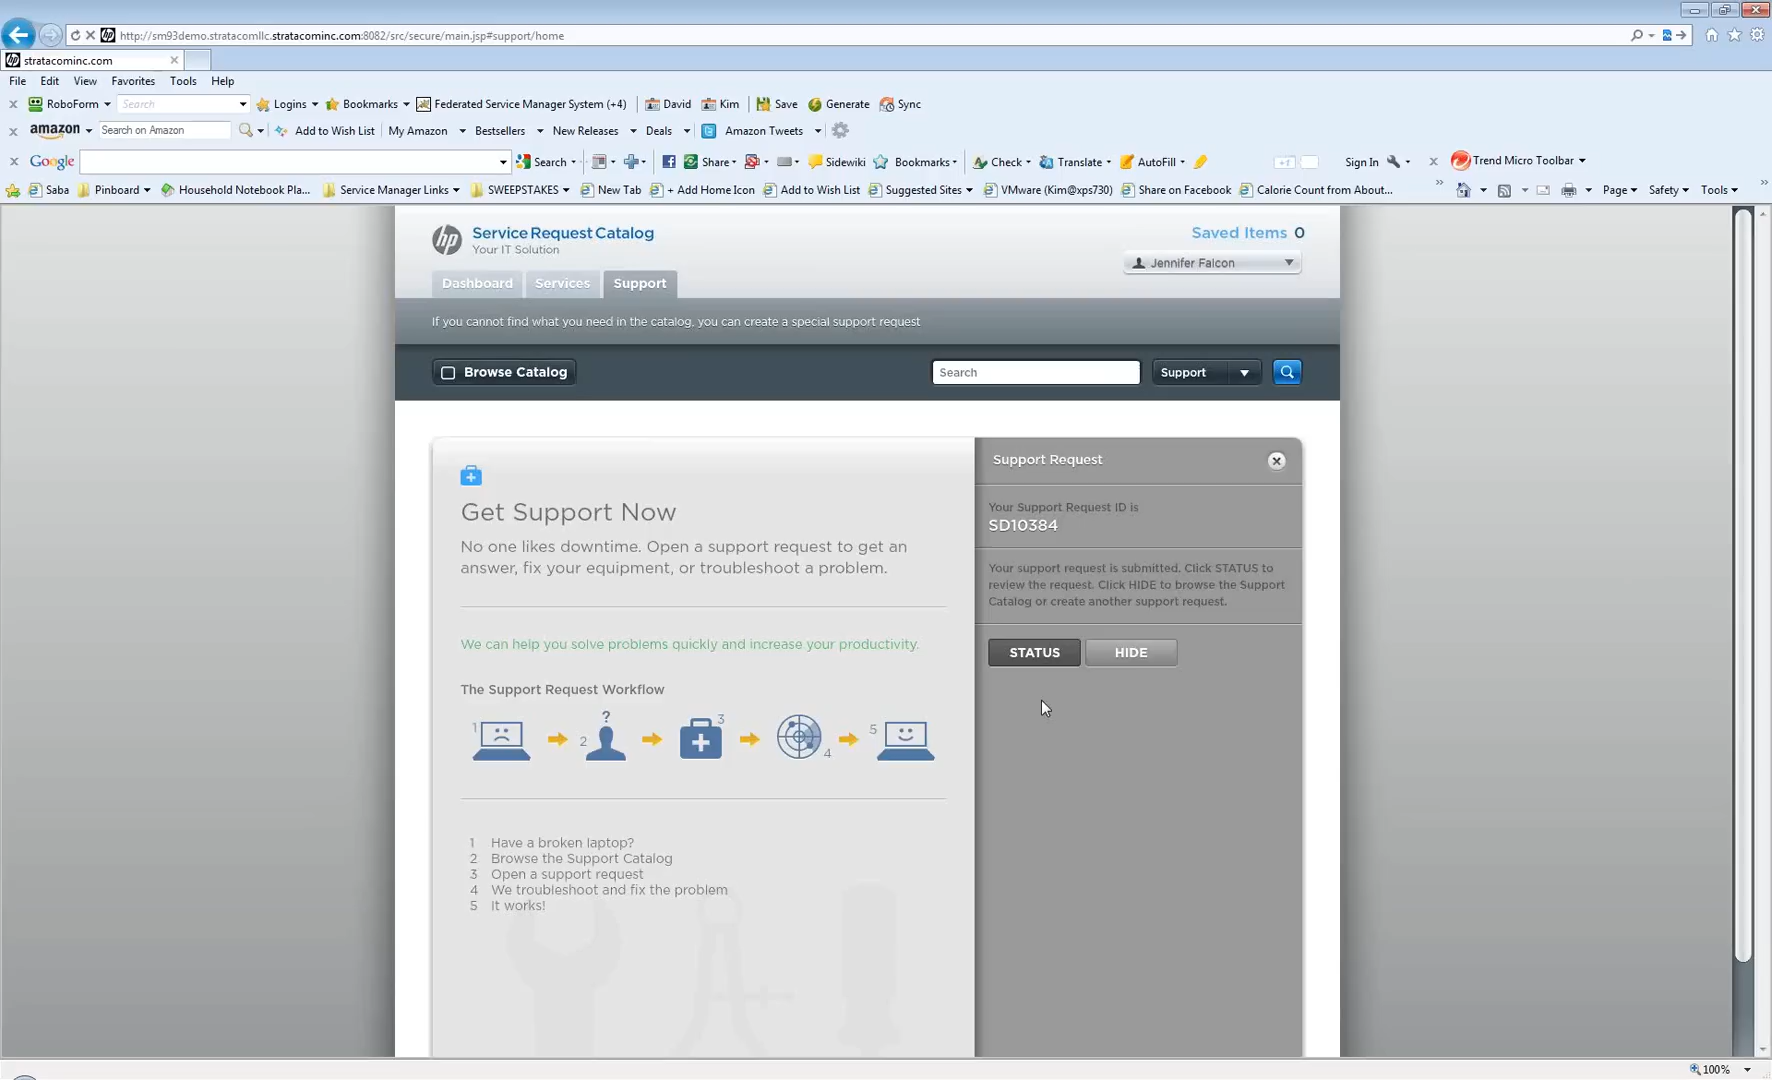 http://sm93demo.stratacomllc.stratacominc.com:8082/src/secure/main.jsp#support/home
stratacominc.com
File Edit View Favorites Tools Help
RoboForm Search Logins Bookmarks Federated Service Manager System (+4) David Kim Save Generate Sync
amazon Search on Amazon Add to Wish List My Amazon Bestsellers New Releases Deals Amazon Tweets
Google Search Share Sidewiki Bookmarks Check Translate AutoFill +1 Sign In Trend Micro Toolbar
Saba Pinboard Household Notebook Pla... Service Manager Links SWEEPSTAKES New Tab + Add Home Icon Add to Wish List Suggested Sites VMware (Kim@xps730) Share on Facebook Calorie Count from About... Page Safety Tools
hp Service Request Catalog Saved Items 0
Your IT Solution
Jennifer Falcon
Dashboard Services Support
If you cannot find what you need in the catalog, you can create a special support request
Browse Catalog Search Support
Support Request
Get Support Now
No one likes downtime. Open a support request to get an
answer, fix your equipment, or troubleshoot a problem.
Your Support Request ID is
SD10384
Your support request is submitted. Click STATUS to
review the request. Click HIDE to browse the Support
Catalog or create another support request.
STATUS HIDE
We can help you solve problems quickly and increase your productivity.
The Support Request Workflow
1 2 ? 3 4 5
1 Have a broken laptop?
2 Browse the Support Catalog
3 Open a support request
4 We troubleshoot and fix the problem
5 It works!
100%